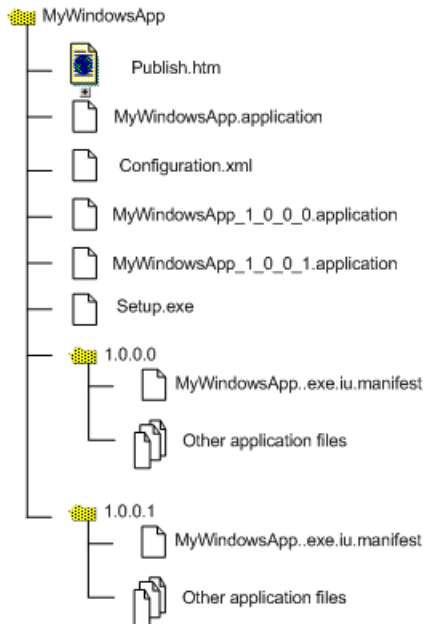 MyWindowsApp
Publish.htm
MyWindowsApp.application
Configuration.xml
MyWindowsApp_1_0_0_0.application
MyWindowsApp_1_0_0_1.application
Setup.exe
1.0.0.0
MyWindowsApp..exe.iu.manifest
Other application files
1.0.0.1
MyWindowsApp..exe.iu.manifest
Other application files